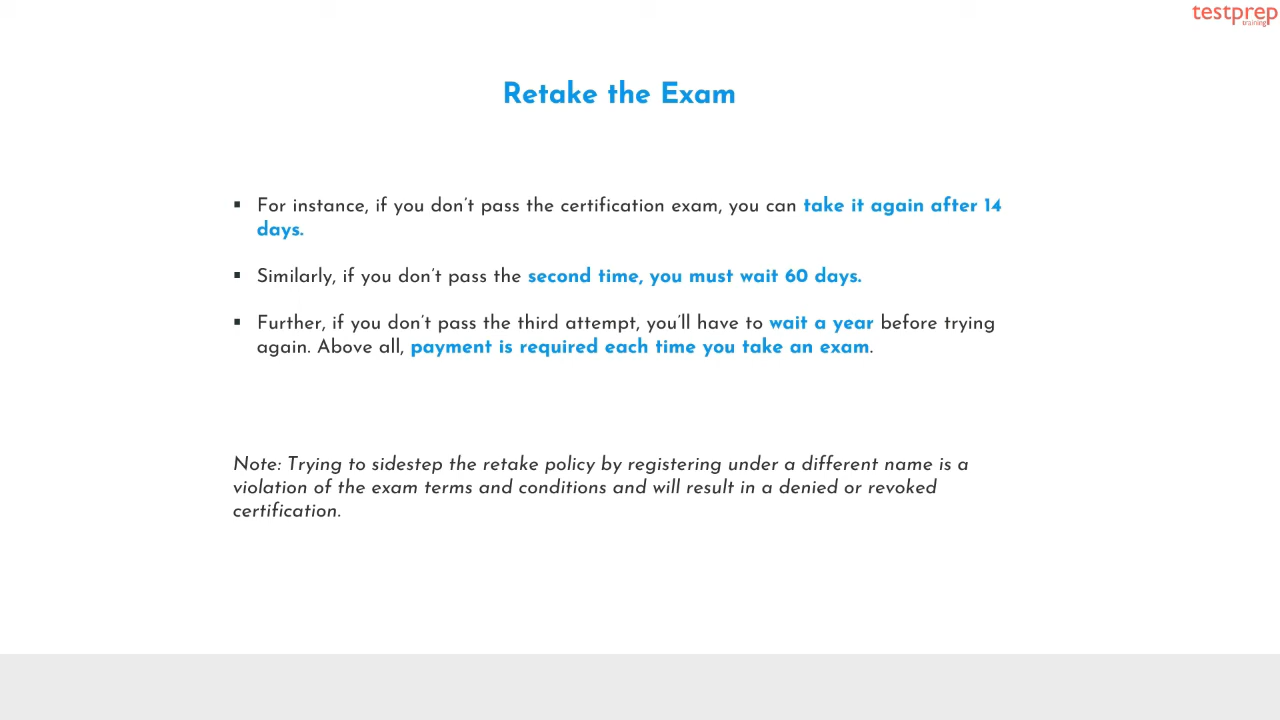 testprep
training
Retake the Exam
▪ For instance, if you don't pass the certification exam, you can take it again after 14
days.
▪ Similarly, if you don't pass the second time, you must wait 60 days.
▪ Further, if you don't pass the third attempt, you'll have to wait a year before trying
again. Above all, payment is required each time you take an exam.
Note: Trying to sidestep the retake policy by registering under a different name is a
violation of the exam terms and conditions and will result in a denied or revoked
certification.